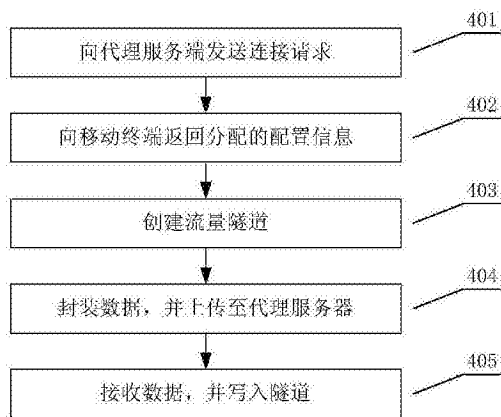 401
向代理服务端发送连接请求
402
向移动终端返回分配的配置信息
403
创建流量隧道
404
封装数据，并上传至代理服务器
405
接收数据，并写入隧道